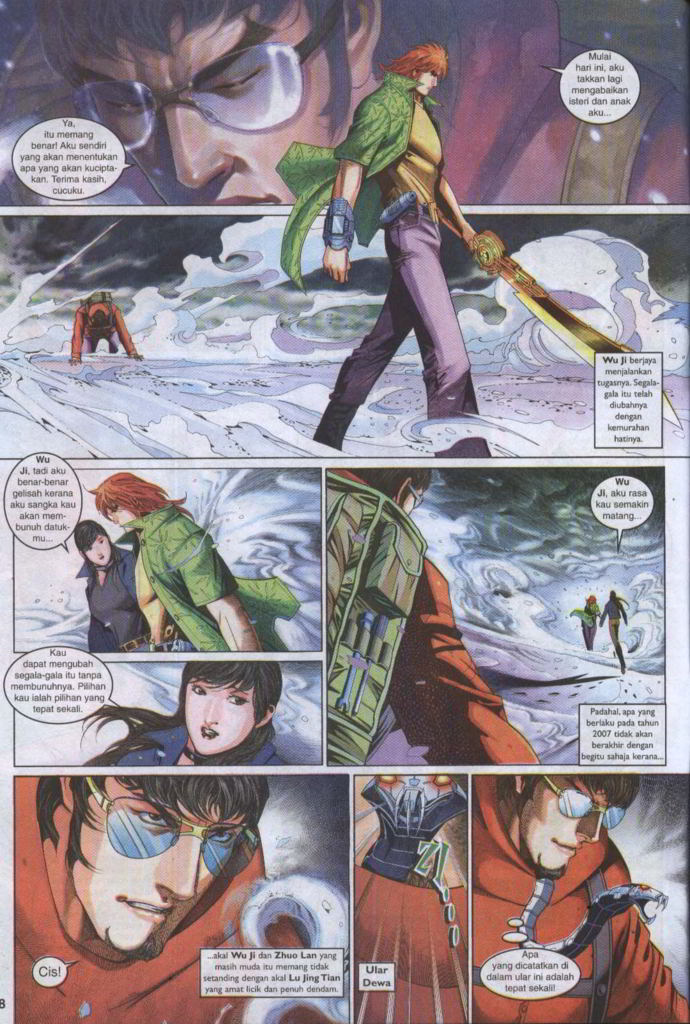 Ya,
itu memang
benar! Aku sendiri
yang akan menentukan
apa yang akan kucipta-
kan. Terima kasih,
cucuku.
Mulai
hari ini, aku
takkan lagi
mengabaikan
isteri dan anak
aku...
Wu Ji berjaya
menjalankan
tugasnya. Segala-
gala itu telah
diubahnya
dengan
kemurahan
hatinya.
Wu
Ji, tadi aku
benar-benar
gelisah kerana
aku sangka kau
akan mem-
bunuh datuk-
mu...
Kau
dapat mengubah
segala-gala itu tanpa
membunuhnya. Pilihan
kau ialah pilihan yang
tepat sekali.
Wu
Ji, aku rasa
kau semakin
matang...
Padahal, apa yang
berlaku pada tahun
2007 tidak akan
berakhir dengan
begitu sahaja kerana...
Cis!
...akal Wu Ji dan Zhuo Lan yang
masih muda itu memang tidak
setanding dengan akal Lu Jing Tian
yang amat licik dan penuh dendam.
Ular
Dewa
Apa
yang dicatatkan di
dalam ular ini adalah
tepat sekali!
8